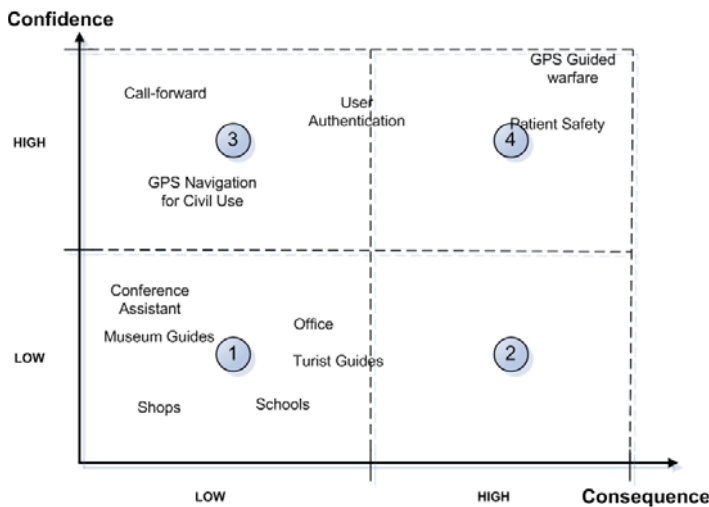 Confidence
GPS Guided
warfare
Call-forward
User
Authentication
Patient Safety
HIGH
3
4
GPS Navigation
for Civil Use
Conference
Assistant
Office
Museum Guides
LOW
1
Turist Guides
2
Shops
Schools
LOW
HIGH
Consequence